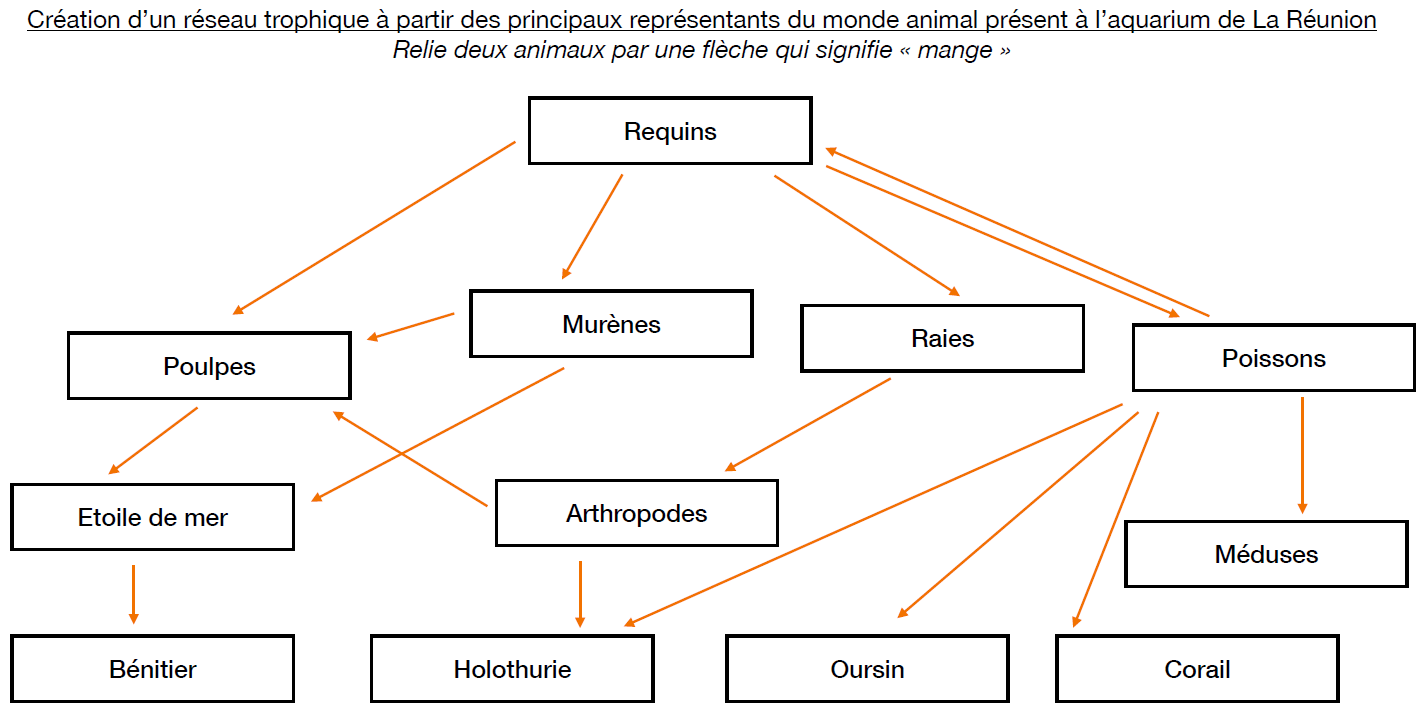 Création d’un réseau trophique à partir des principaux représentants du monde animal présent à l’aquarium de La Réunion
Relie deux animaux par une flèche qui signifie « mange »
Requins
Murènes
Raies
Poissons
Poulpes
Etoile de mer
Arthropodes
Méduses
Bénitier
Holothurie
Oursin
Corail